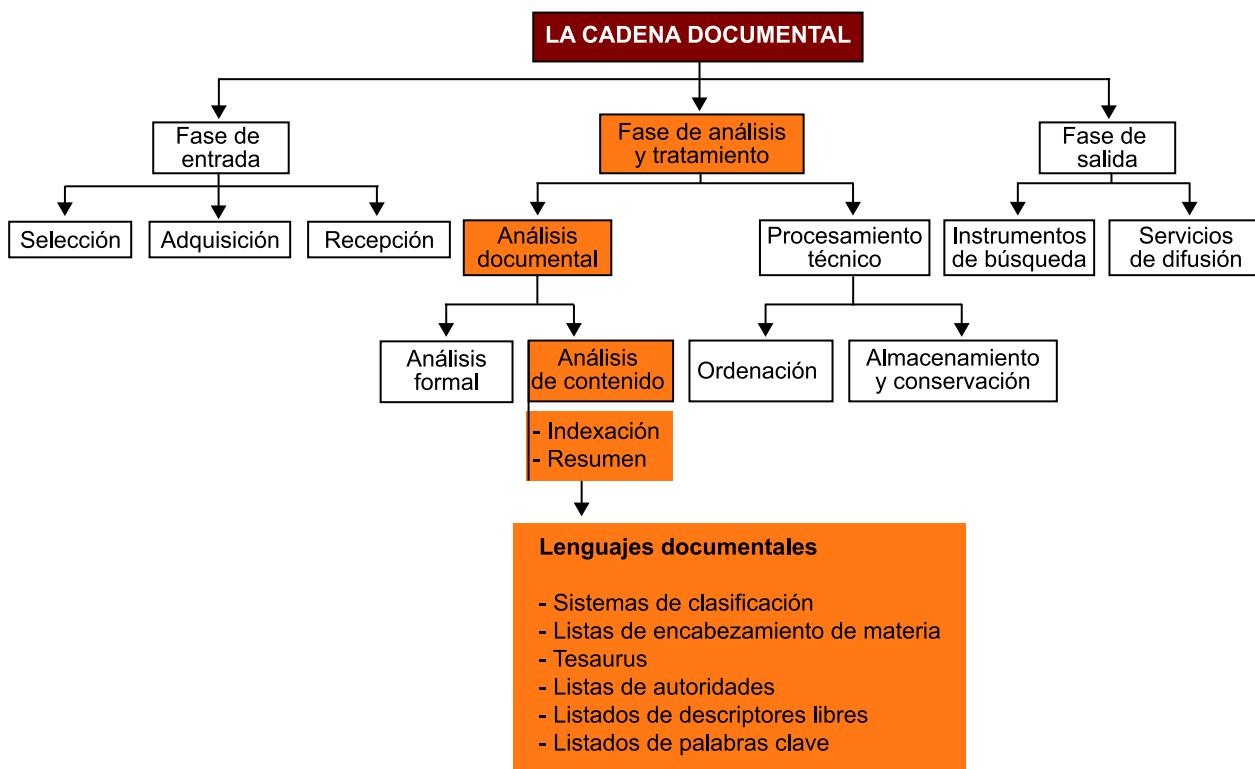 LA CADENA DOCUMENTAL
Fase de
entrada
Fase de análisis
y tratamiento
Fase de
salida
Selección
Adquisición
Recepción
Análisis
documental
Procesamiento
técnico
Instrumentos
de búsqueda
Servicios
de difusión
Análisis
formal
Análisis
de contenido
Ordenación
Almacenamiento
y conservación
- Indexación
- Resumen
Lenguajes documentales
- Sistemas de clasificación
- Listas de encabezamiento de materia
- Tesaurus
- Listas de autoridades
- Listados de descriptores libres
- Listados de palabras clave